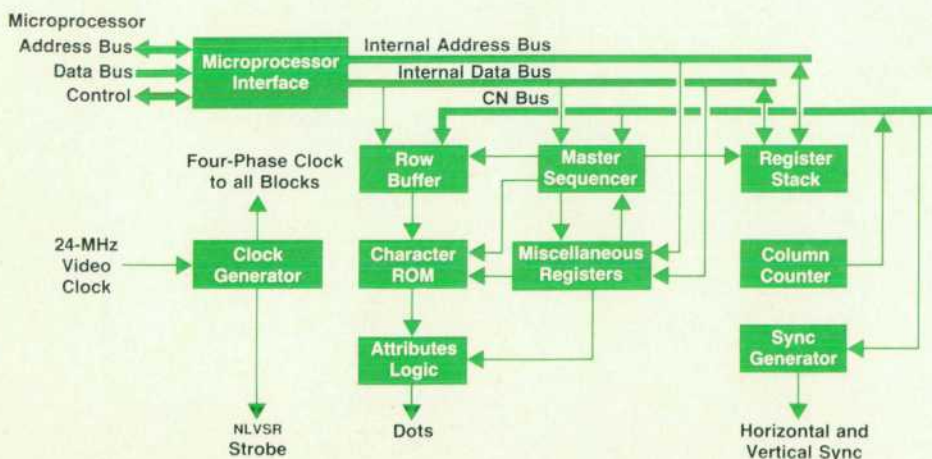 Microprocessor
Address Bus
Data Bus
Control
Microprocessor
Interface
Internal Address Bus
Internal Data Bus
CN Bus
Four-Phase Clock
to all Blocks
Row
Buffer
Master
Sequencer
Register
Stack
24-MHz
Video
Clock
Clock
Generator
Character
ROM
Miscellaneous
Registers
Column
Counter
Attributes
Logic
Sync
Generator
NLVSR
Strobe
Dots
Horizontal and
Vertical Sync